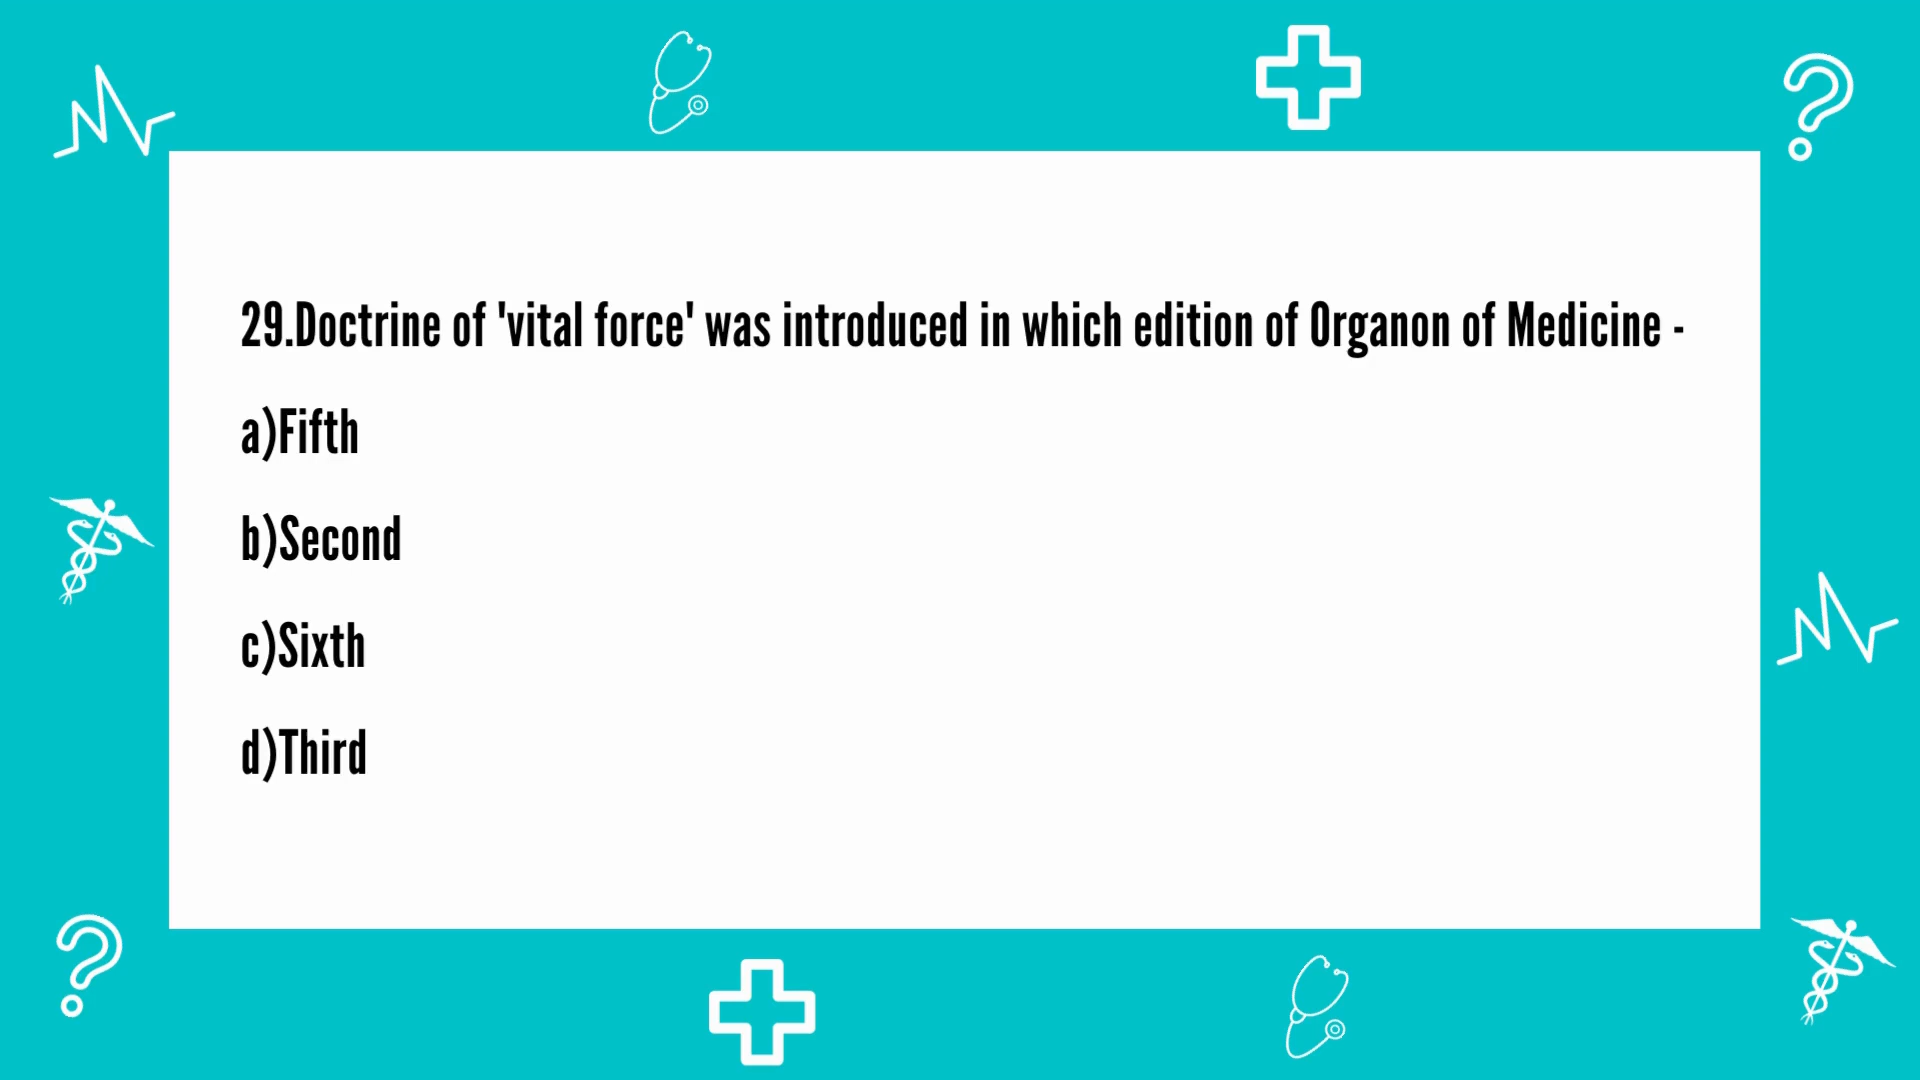 29.Doctrine of 'vital force' was introduced in which edition of Organon of Medicine -
a)Fifth
b)Second
c)Sixth
d)Third